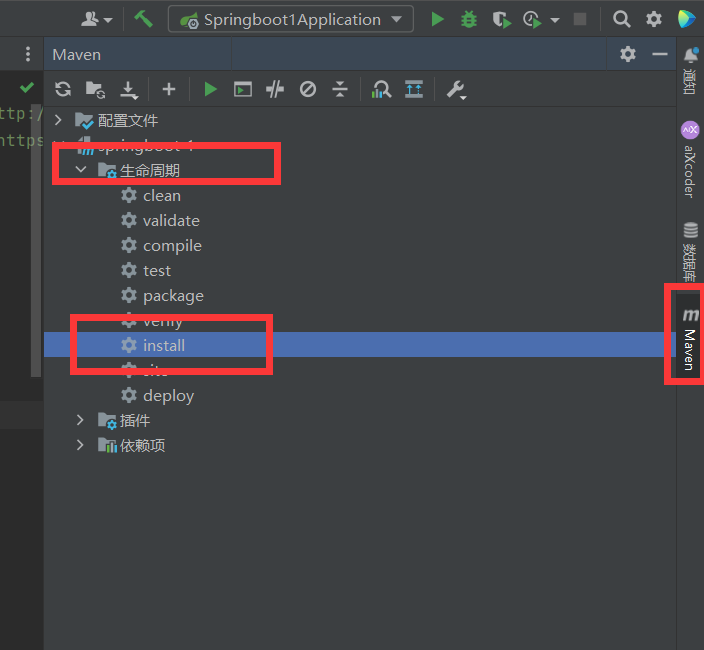 Springboot1Application
Maven
通知
配置文件
ttp:/
aiXcoder
https
springboot-1
生命周期
clean
validate
数据库
compile
test
package
verify
Maven
install
site
deploy
插件
依赖项